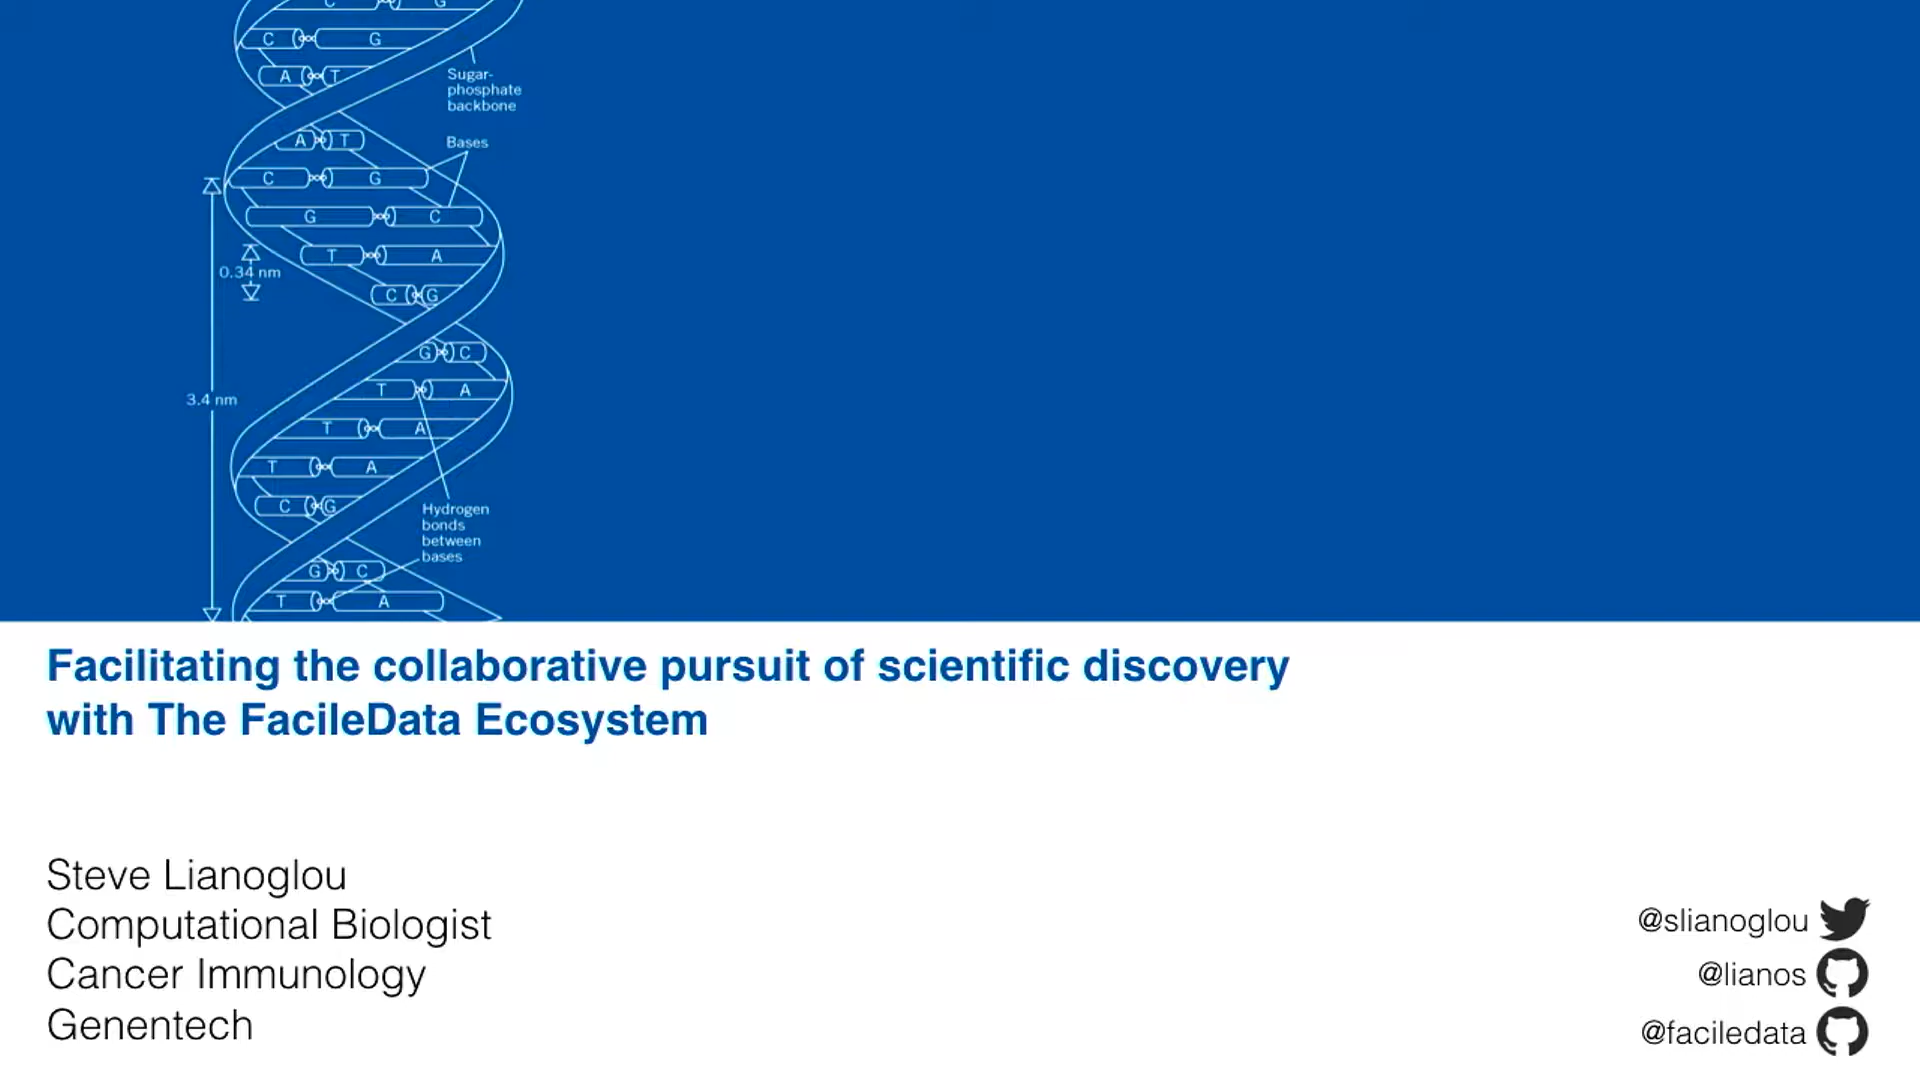 C G
C G
A T
Sugar-
phosphate
backbone
A T
Bases
C G
G C
T A
0.34 nm
C G
G C
T A
3.4 nm
T A
T A
C G
Hydrogen
bonds
between
bases
G C
T A
Facilitating the collaborative pursuit of scientific discovery
with The FacileData Ecosystem
Steve Lianoglou
Computational Biologist
Cancer Immunology
Genentech
@slianoglou
@lianos
@faciledata